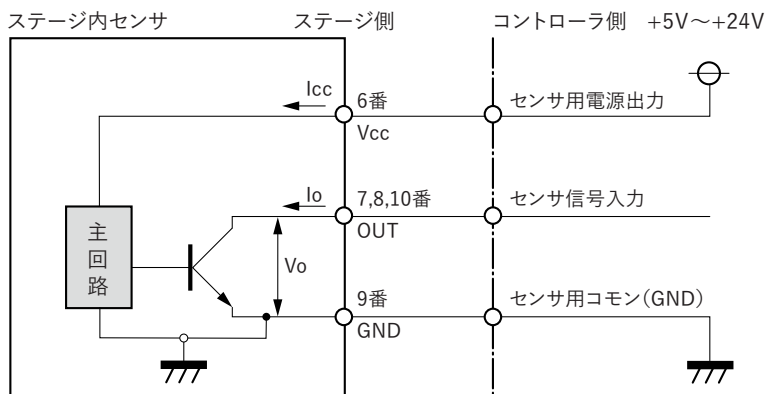 ステージ内センサ
ステージ側
コントローラ側 +5V～+24V
Icc
6番
センサ用電源出力
Vcc
Io
7,8,10番
センサ信号入力
OUT
主回路
Vo
9番
センサ用コモン(GND)
GND